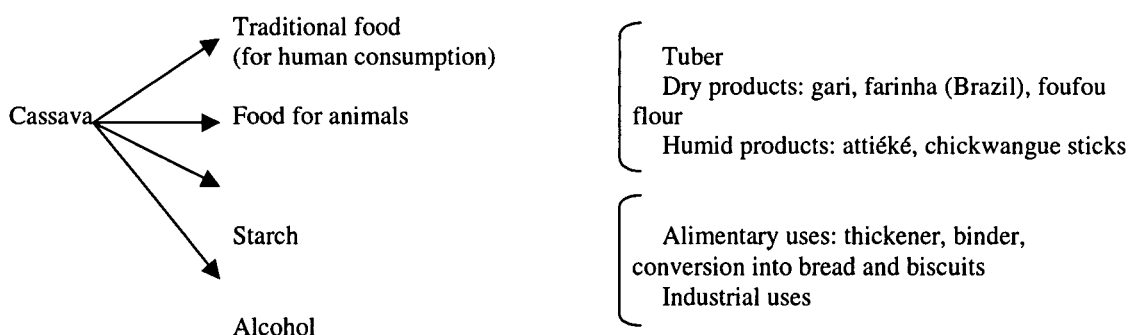 Traditional food
(for human consumption)
Cassava
Food for animals
Starch
Alcohol
Tuber
Dry products: gari, farinha (Brazil), foufou
flour
Humid products: attiéké, chickwangue sticks
Alimentary uses: thickener, binder,
conversion into bread and biscuits
Industrial uses